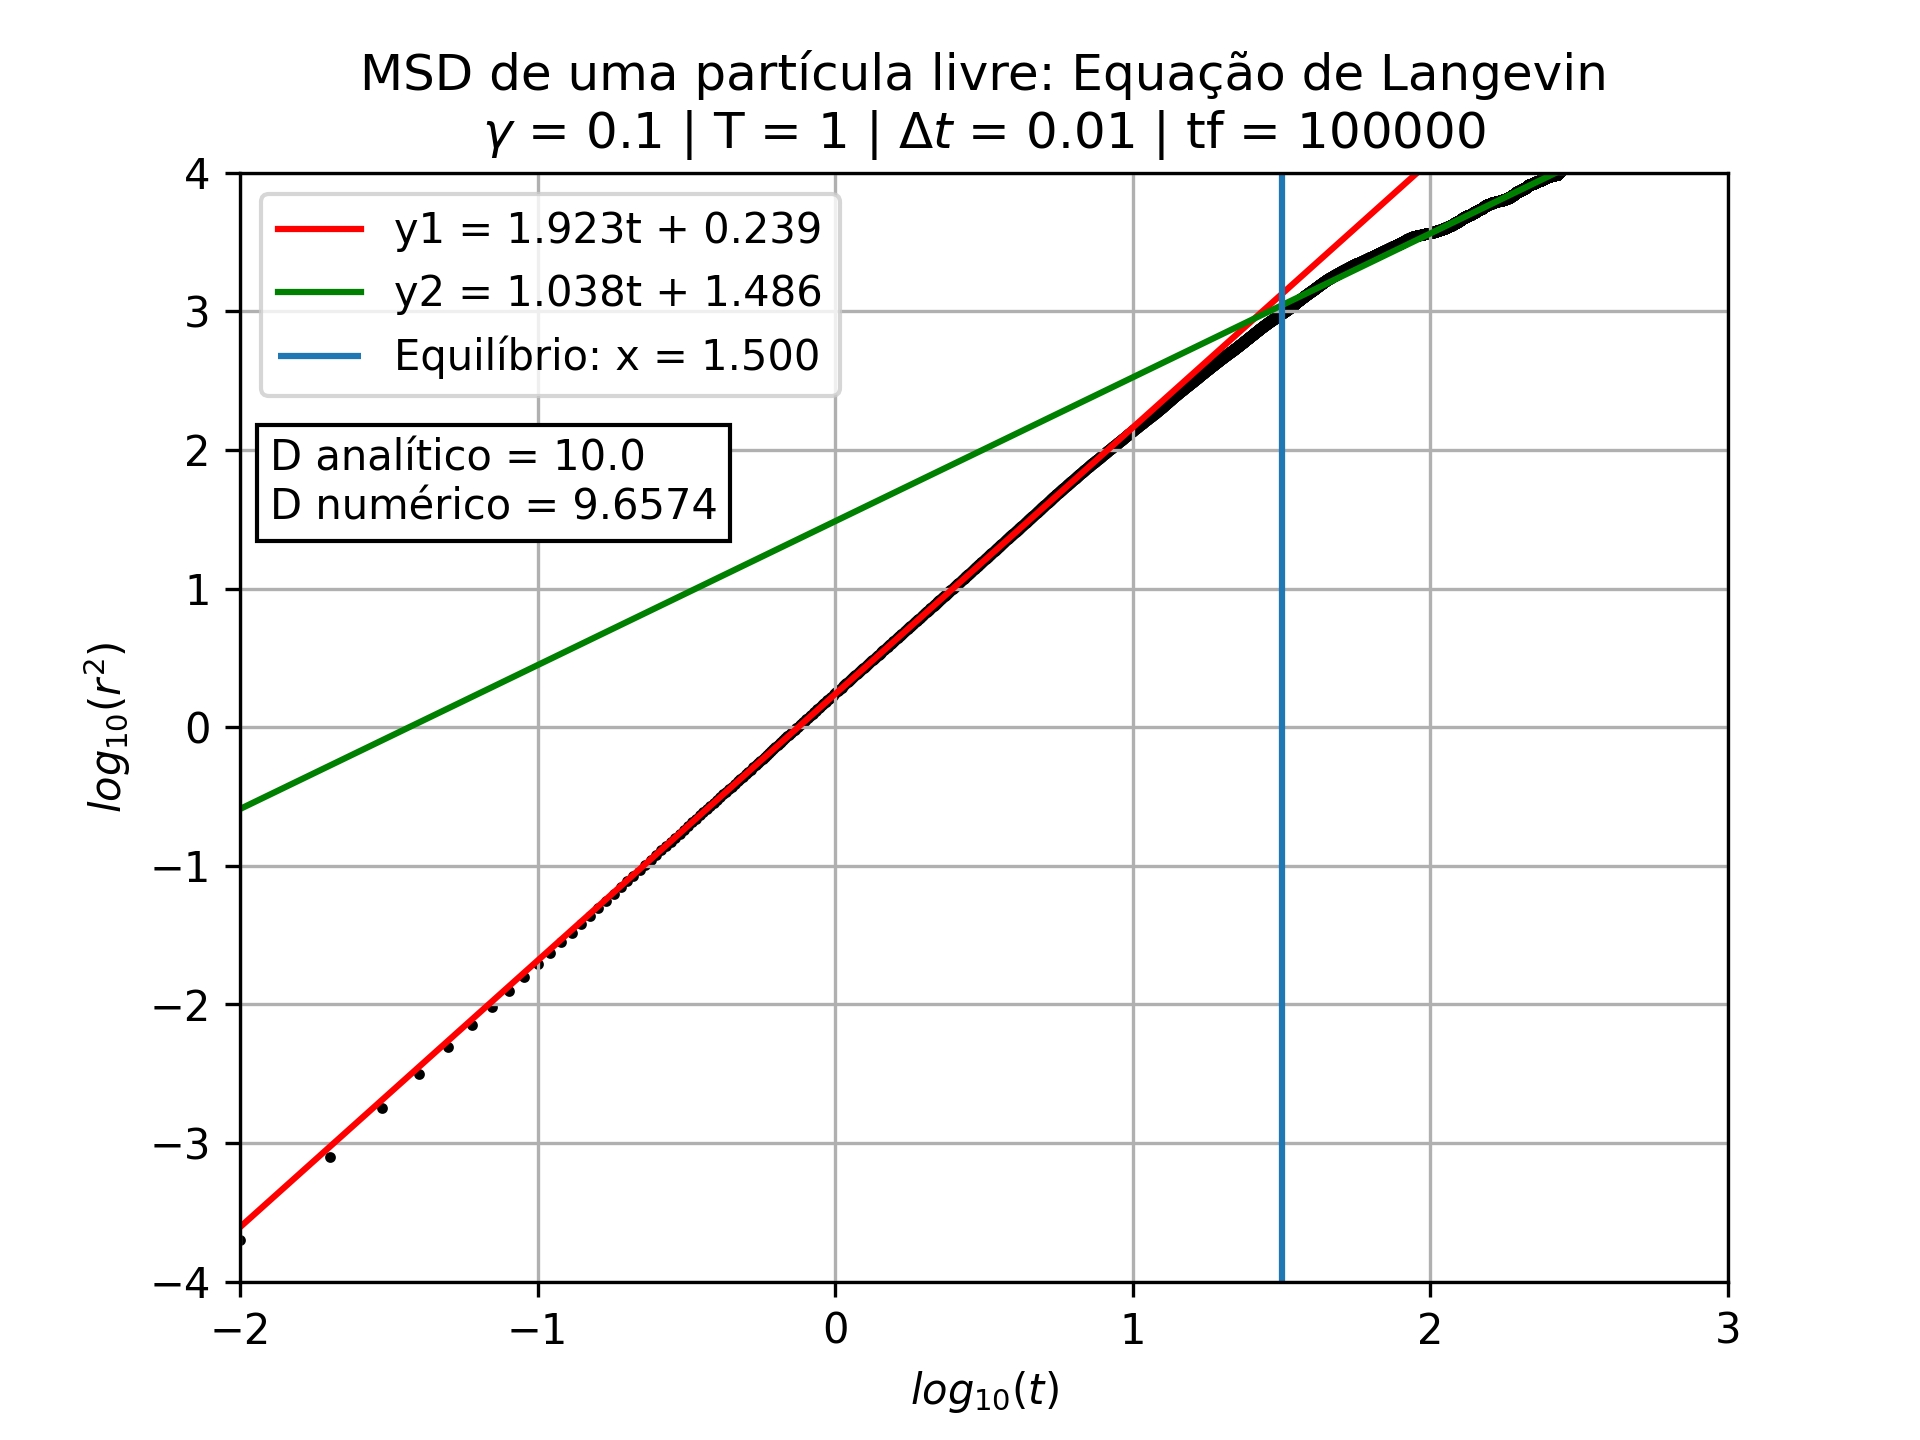 MSD de uma partícula livre: Equação de Langevin
γ = 0.1 | T = 1 | Δt = 0.01 | tf = 100000
y1 = 1.923t + 0.239
y2 = 1.038t + 1.486
Equilíbrio: x = 1.500
D analítico = 10.0
D numérico = 9.6574
4
3
2
1
0
−1
−2
−3
−4
log₁₀(r²)
−2 −1 0 1 2 3
log₁₀(t)